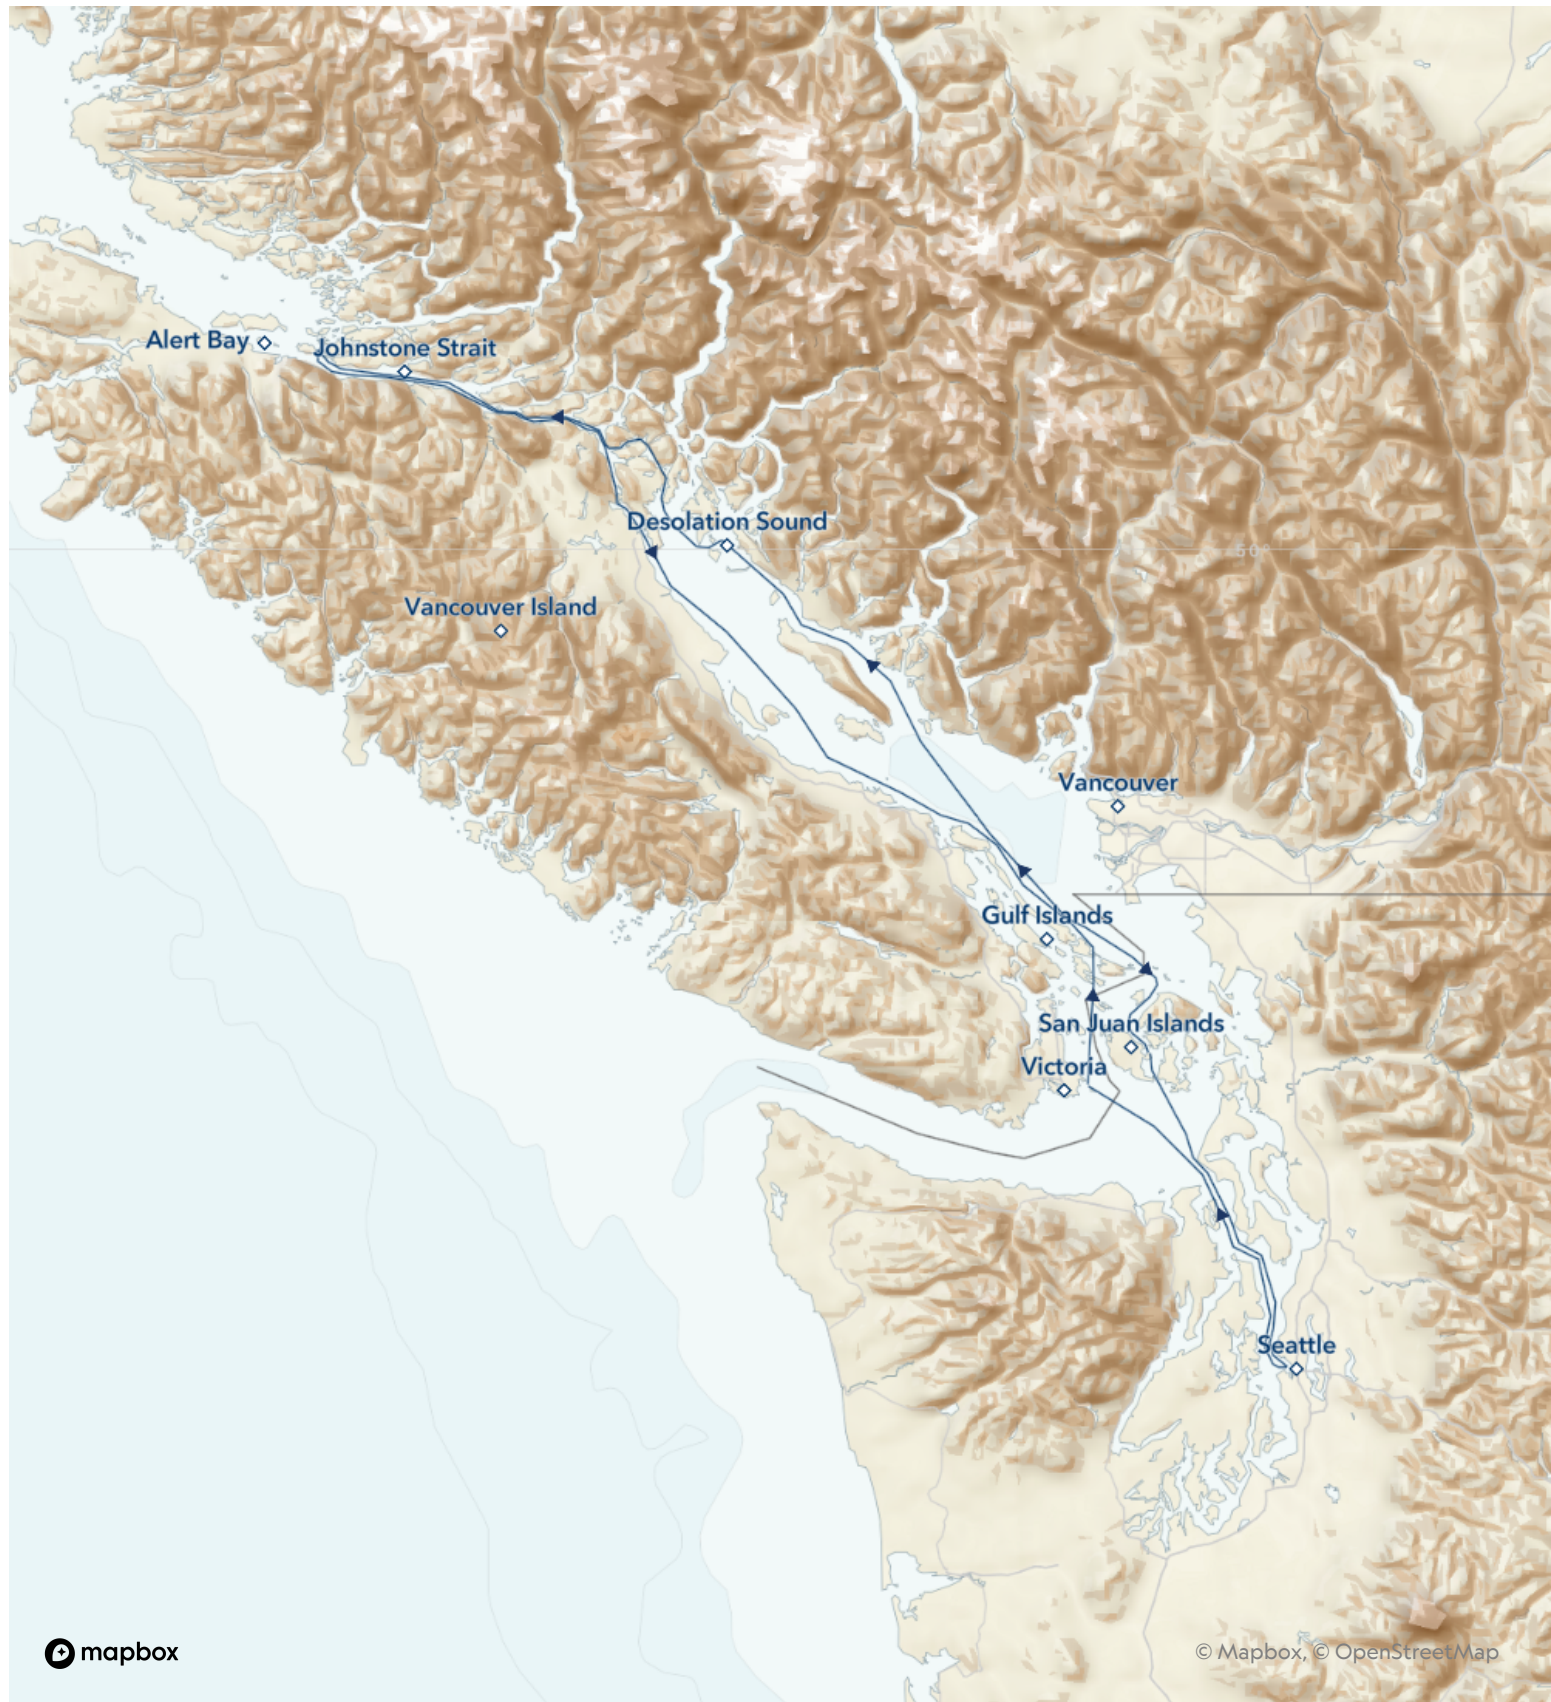 Alert Bay
Johnstone Strait
Desolation Sound
50°
Vancouver Island
Vancouver
Gulf Islands
San Juan Islands
Victoria
Seattle
mapbox
© Mapbox, © OpenStreetMap